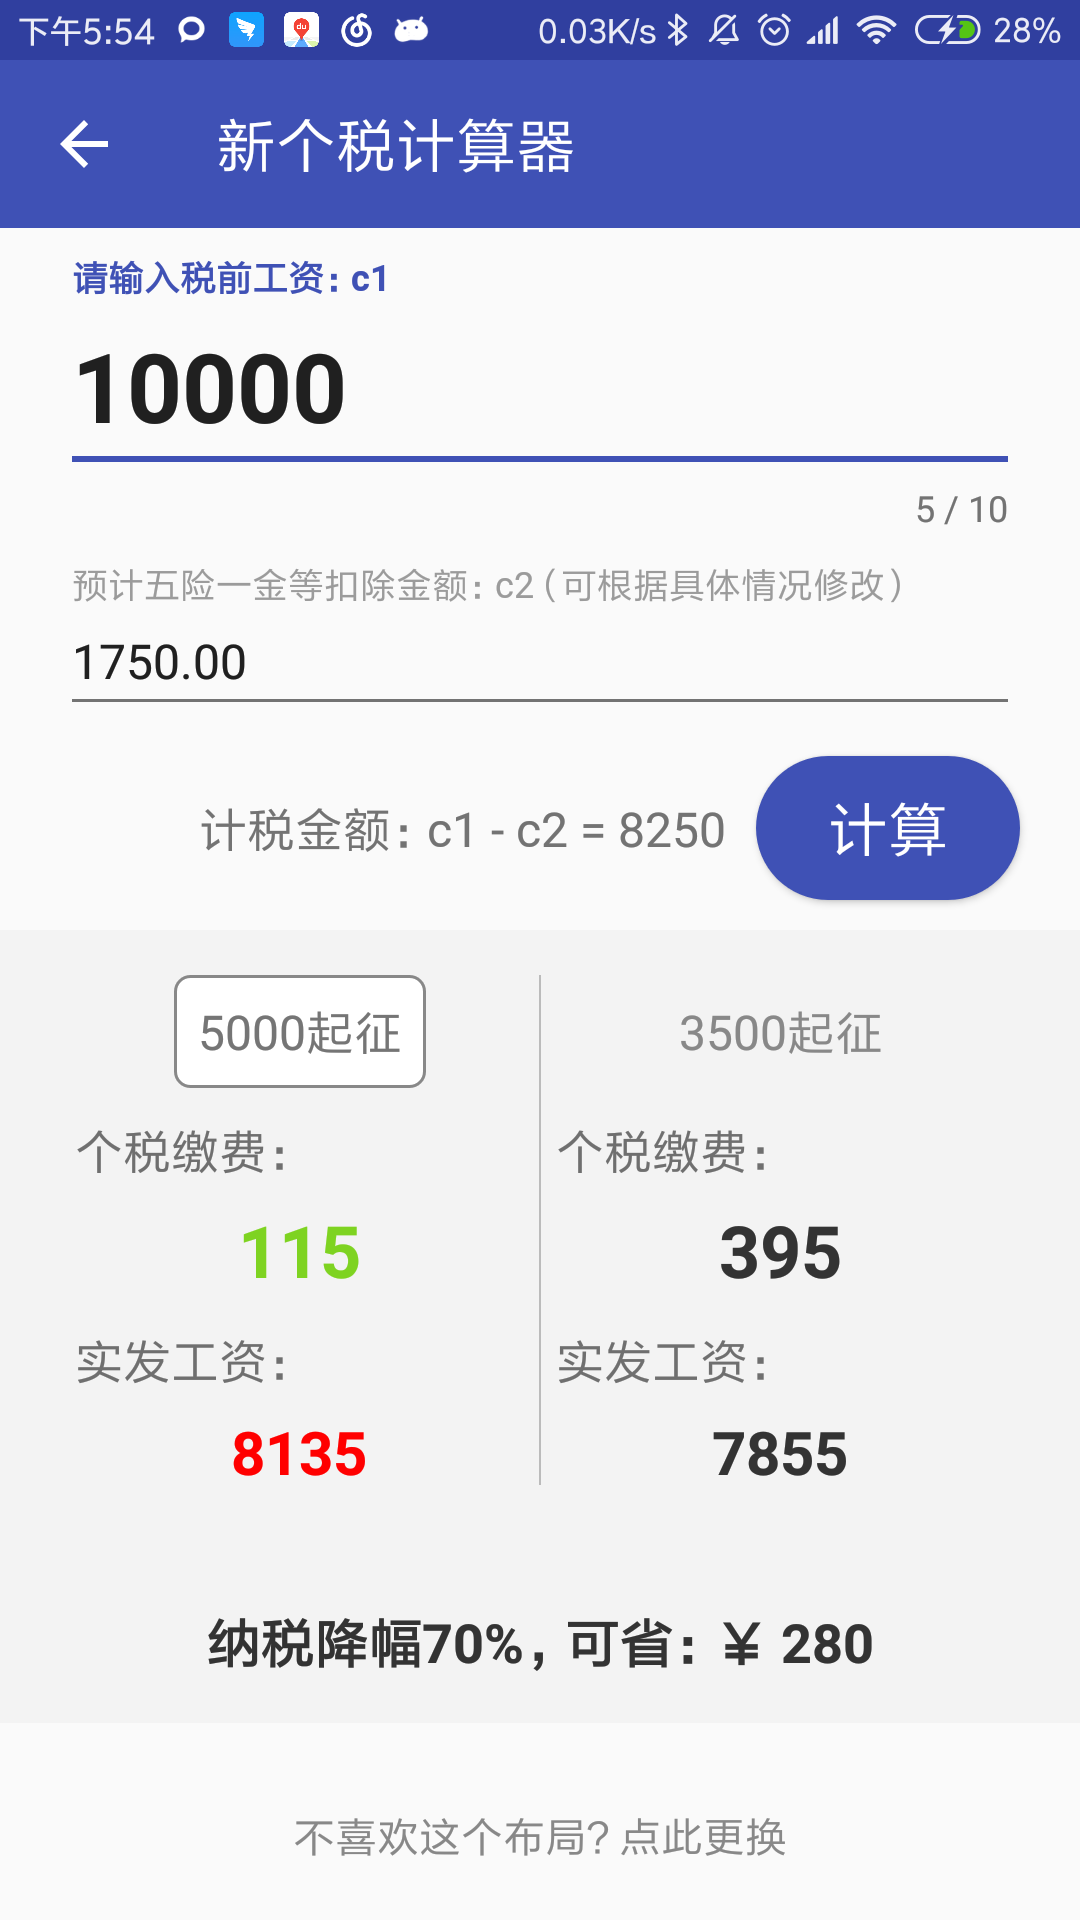 下午5:54 0.03K/s 28%
新个税计算器
请输入税前工资：c1
10000
5 / 10
预计五险一金等扣除金额：c2（可根据具体情况修改）
1750.00
计税金额：c1 - c2 = 8250 计算
5000起征 3500起征
个税缴费： 个税缴费：
115 395
实发工资： 实发工资：
8135 7855
纳税降幅70%，可省：￥ 280
不喜欢这个布局? 点此更换